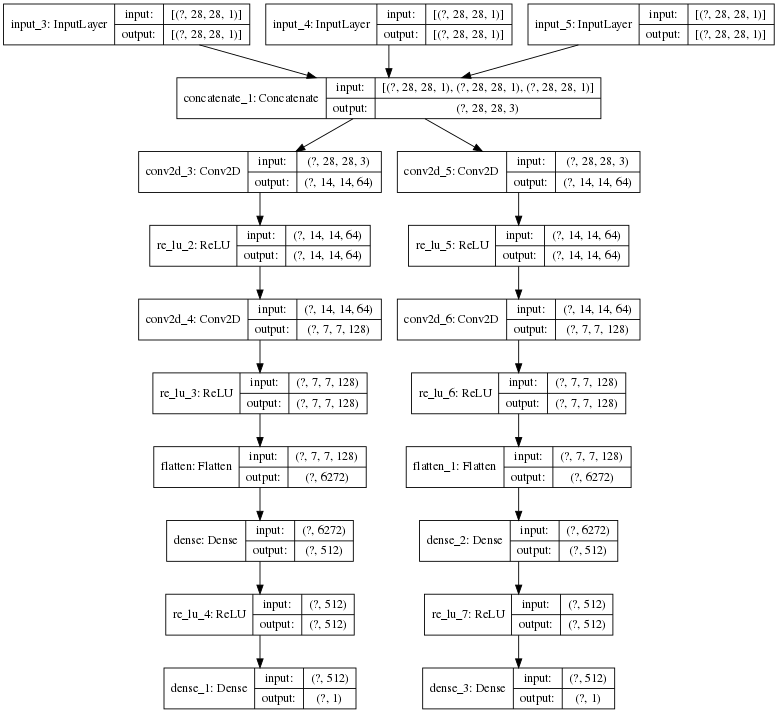 input_3: InputLayer input: [(?, 28, 28, 1)] output: [(?, 28, 28, 1)]
input_4: InputLayer input: [(?, 28, 28, 1)] output: [(?, 28, 28, 1)]
input_5: InputLayer input: [(?, 28, 28, 1)] output: [(?, 28, 28, 1)]
concatenate_1: Concatenate input: [(?, 28, 28, 1), (?, 28, 28, 1), (?, 28, 28, 1)] output: (?, 28, 28, 3)
conv2d_3: Conv2D input: (?, 28, 28, 3) output: (?, 14, 14, 64)
conv2d_5: Conv2D input: (?, 28, 28, 3) output: (?, 14, 14, 64)
re_lu_2: ReLU input: (?, 14, 14, 64) output: (?, 14, 14, 64)
re_lu_5: ReLU input: (?, 14, 14, 64) output: (?, 14, 14, 64)
conv2d_4: Conv2D input: (?, 14, 14, 64) output: (?, 7, 7, 128)
conv2d_6: Conv2D input: (?, 14, 14, 64) output: (?, 7, 7, 128)
re_lu_3: ReLU input: (?, 7, 7, 128) output: (?, 7, 7, 128)
re_lu_6: ReLU input: (?, 7, 7, 128) output: (?, 7, 7, 128)
flatten: Flatten input: (?, 7, 7, 128) output: (?, 6272)
flatten_1: Flatten input: (?, 7, 7, 128) output: (?, 6272)
dense: Dense input: (?, 6272) output: (?, 512)
dense_2: Dense input: (?, 6272) output: (?, 512)
re_lu_4: ReLU input: (?, 512) output: (?, 512)
re_lu_7: ReLU input: (?, 512) output: (?, 512)
dense_1: Dense input: (?, 512) output: (?, 1)
dense_3: Dense input: (?, 512) output: (?, 1)